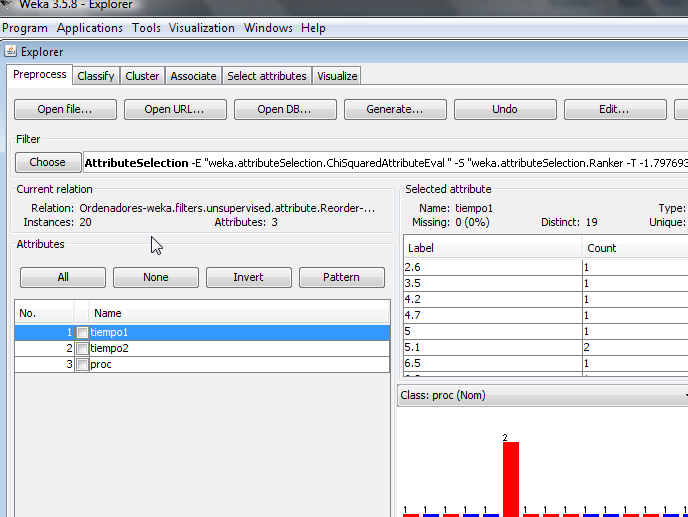 Weka 3.5.8 - Explorer
Program Applications Tools Visualization Windows Help
Explorer
Preprocess Classify Cluster Associate Select attributes Visualize
Open file... Open URL... Open DB... Generate... Undo Edit...
Filter
Choose AttributeSelection -E "weka.attributeSelection.ChiSquaredAttributeEval " -S "weka.attributeSelection.Ranker -T -1.797693
Current relation
Relation: Ordenadores-weka.filters.unsupervised.attribute.Reorder-...
Instances: 20 Attributes: 3
Selected attribute
Name: tiempo1 Type:
Missing: 0 (0%) Distinct: 19 Unique:
Attributes
All None Invert Pattern
No. Name
1 tiempo1
2 tiempo2
3 proc
Label Count
2.6 1
3.5 1
4.2 1
4.7 1
5 1
5.1 2
6.5 1
Class: proc (Nom)
2
1 1 1 1 1 1 1 1 1 1 1 1 1 1